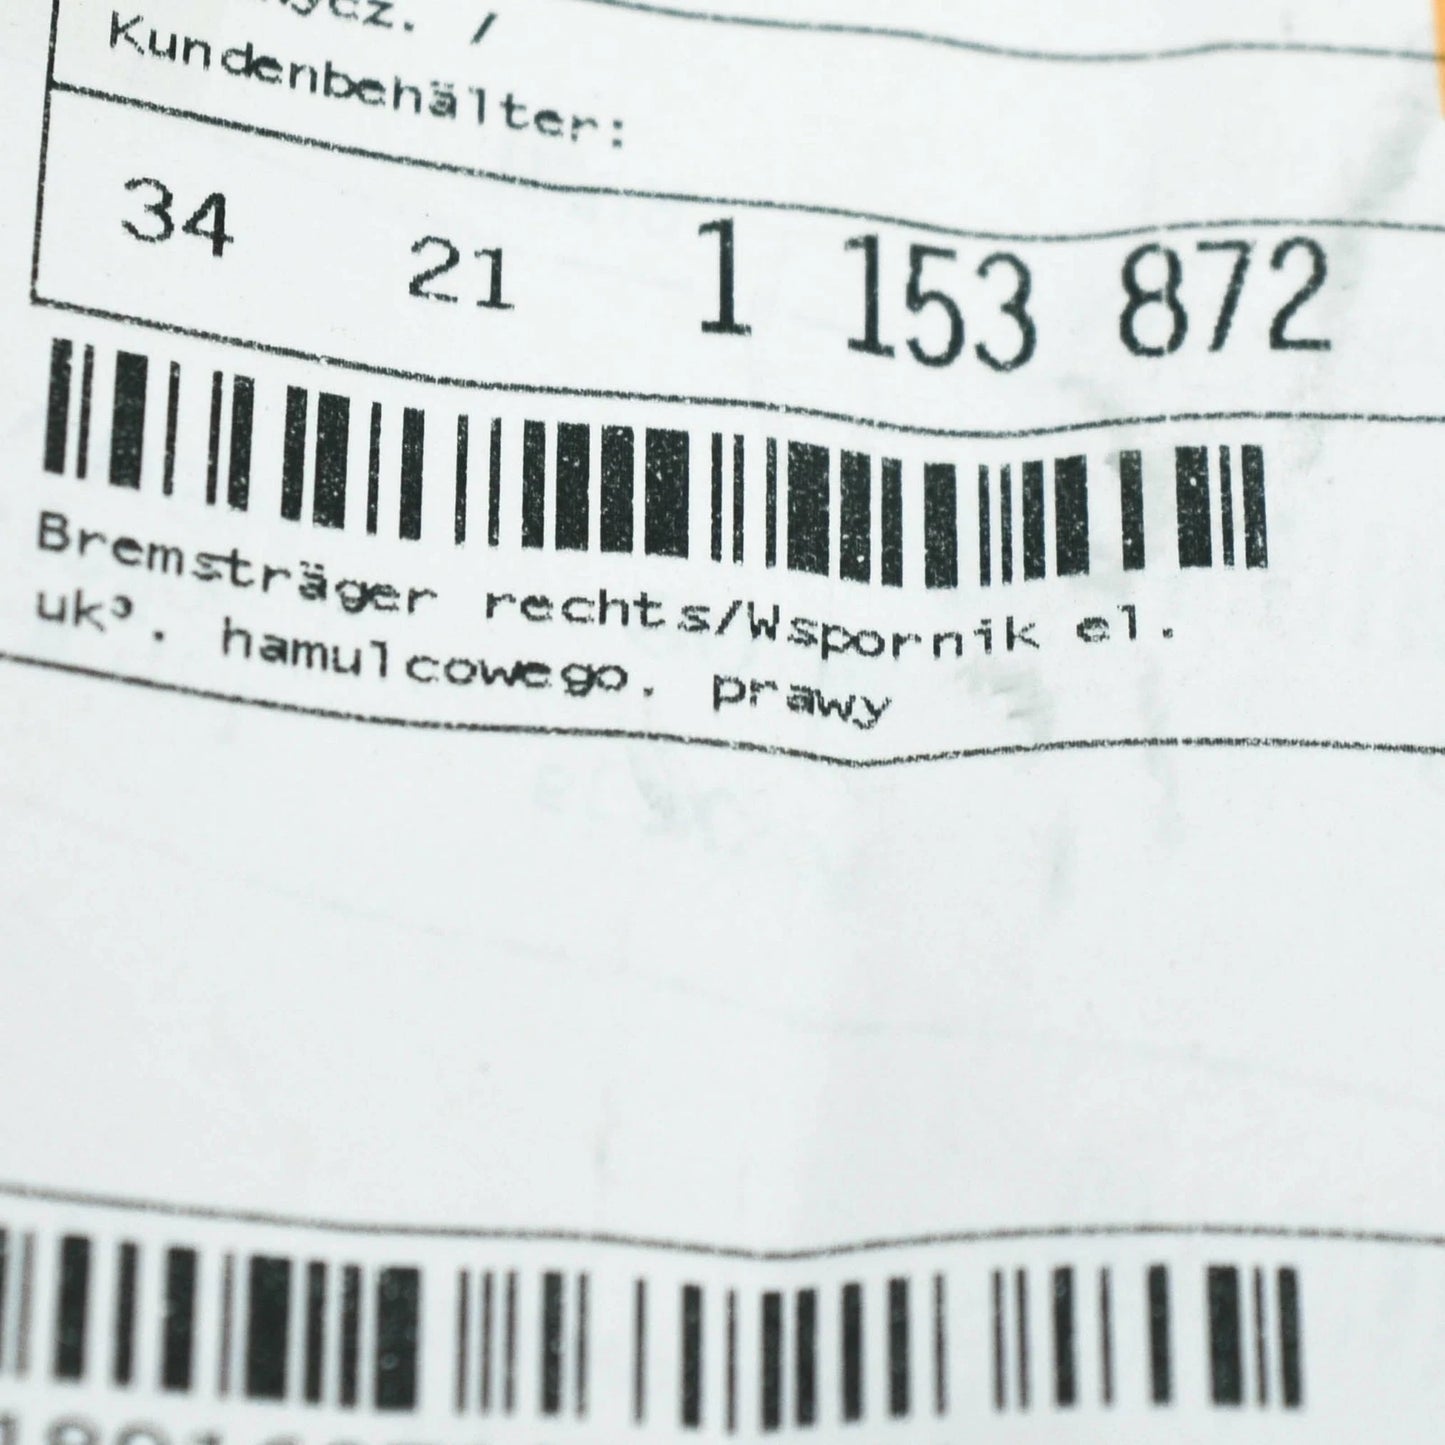 Kundenbehälter:
34 21 1 153 872
Bremsträger rechts/Wspornik el.
uk³. hamulcowego. prawy